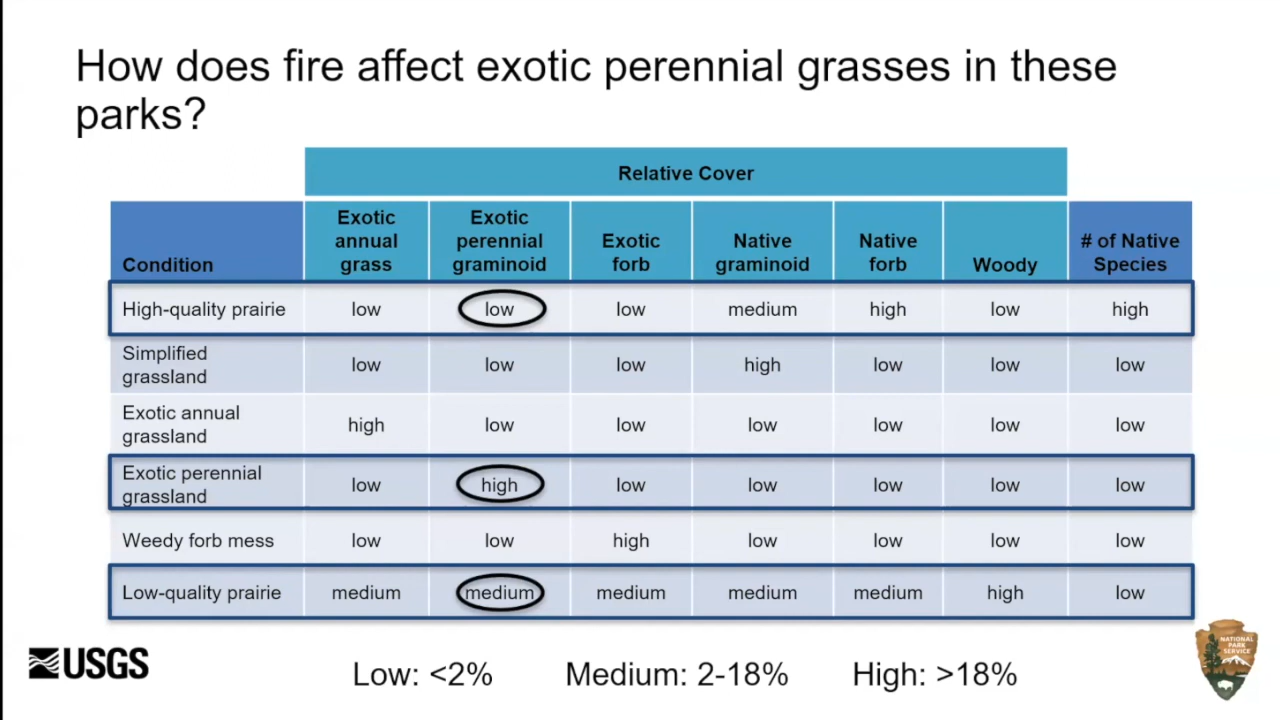 How does fire affect exotic perennial grasses in these
parks?
Relative Cover
Condition Exotic annual grass Exotic perennial graminoid Exotic forb Native graminoid Native forb Woody # of Native Species
High-quality prairie low low low medium high low high
Simplified grassland low low low high low low low
Exotic annual grassland high low low low low low low
Exotic perennial grassland low high low low low low low
Weedy forb mess low low high low low low low
Low-quality prairie medium medium medium medium medium high low
USGS
Low: <2% Medium: 2-18% High: >18%
NATIONAL
PARK
SERVICE